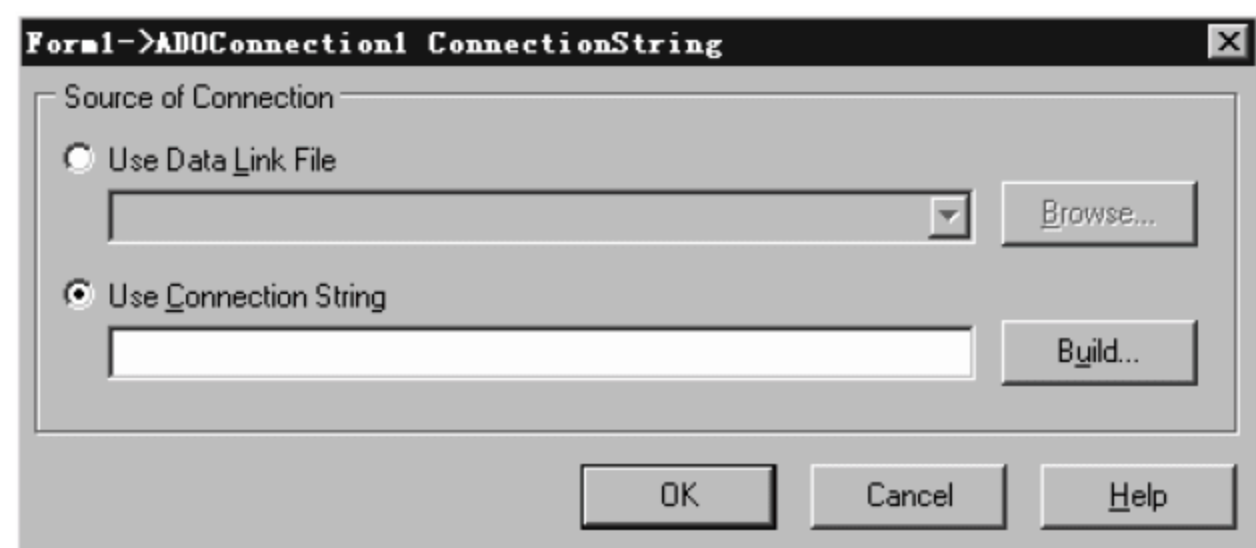 Form1->ADOConnection1 ConnectionString
Source of Connection
Use Data Link File
Browse...
Use Connection String
Build...
OK Cancel Help